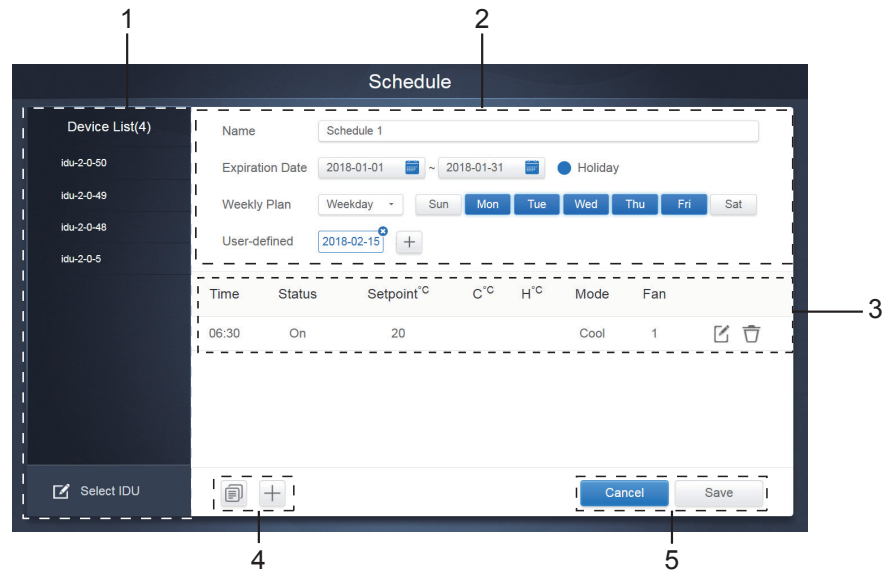 1
2
Schedule
Device List(4)
idu-2-0-50
idu-2-0-49
idu-2-0-48
idu-2-0-5
Select IDU
Name Schedule 1
Expiration Date 2018-01-01 ~ 2018-01-31 Holiday
Weekly Plan Weekday Sun Mon Tue Wed Thu Fri Sat
User-defined 2018-02-15 +
Time Status Setpoint°C C°C H°C Mode Fan
06:30 On 20 Cool 1
3
+
Cancel Save
4
5